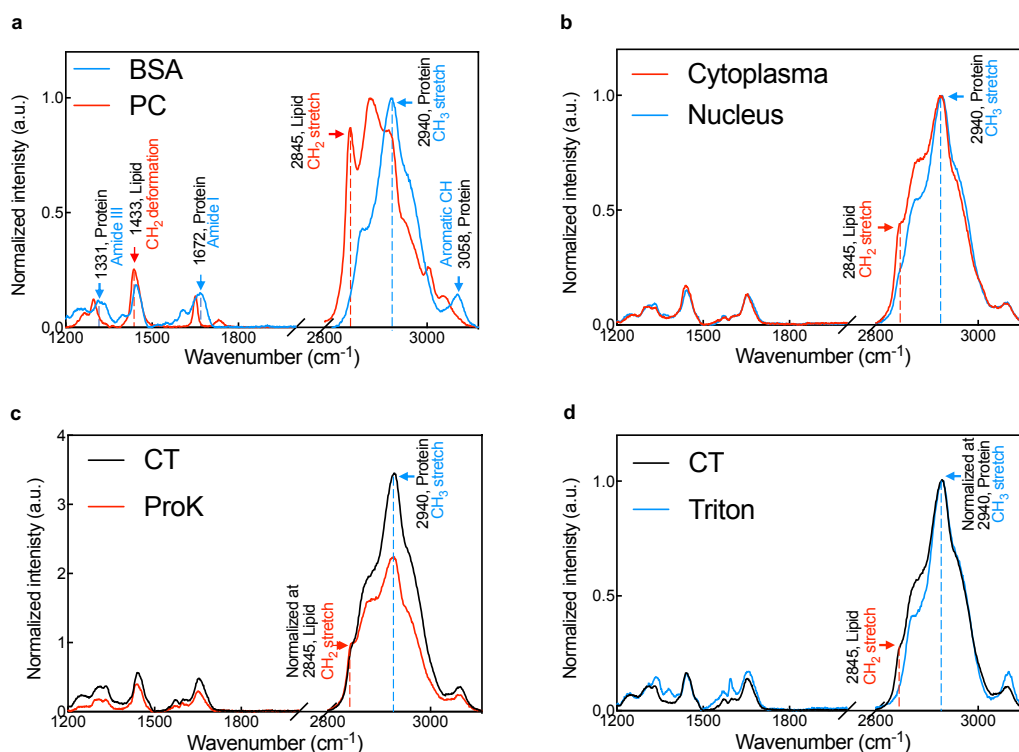 a
BSA
PC
Normalized intenisty (a.u.)
1.0
0.5
0.0
1331, Protein
Amide III
1433, Lipid
CH2 deformation
1672, Protein
Amide I
2845, Lipid
CH2 stretch
2940, Protein
CH3 stretch
Aromatic CH
3058, Protein
1200 1500 1800 2600 3000
Wavenumber (cm-1)
b
Cytoplasma
Nucleus
Normalized intenisty (a.u.)
1.0
0.5
0.0
2845, Lipid
CH2 stretch
2940, Protein
CH3 stretch
1200 1500 1800 2600 3000
Wavenumber (cm-1)
c
CT
ProK
Normalized intenisty (a.u.)
4
3
2
1
0
Normalized at
2845, Lipid
CH2 stretch
2940, Protein
CH3 stretch
1200 1500 1800 2600 3000
Wavenumber (cm-1)
d
CT
Triton
Normalized intenisty (a.u.)
1.0
0.5
0.0
2845, Lipid
CH2 stretch
Normalized at
2940, Protein
CH3 stretch
1200 1500 1800 2600 3000
Wavenumber (cm-1)